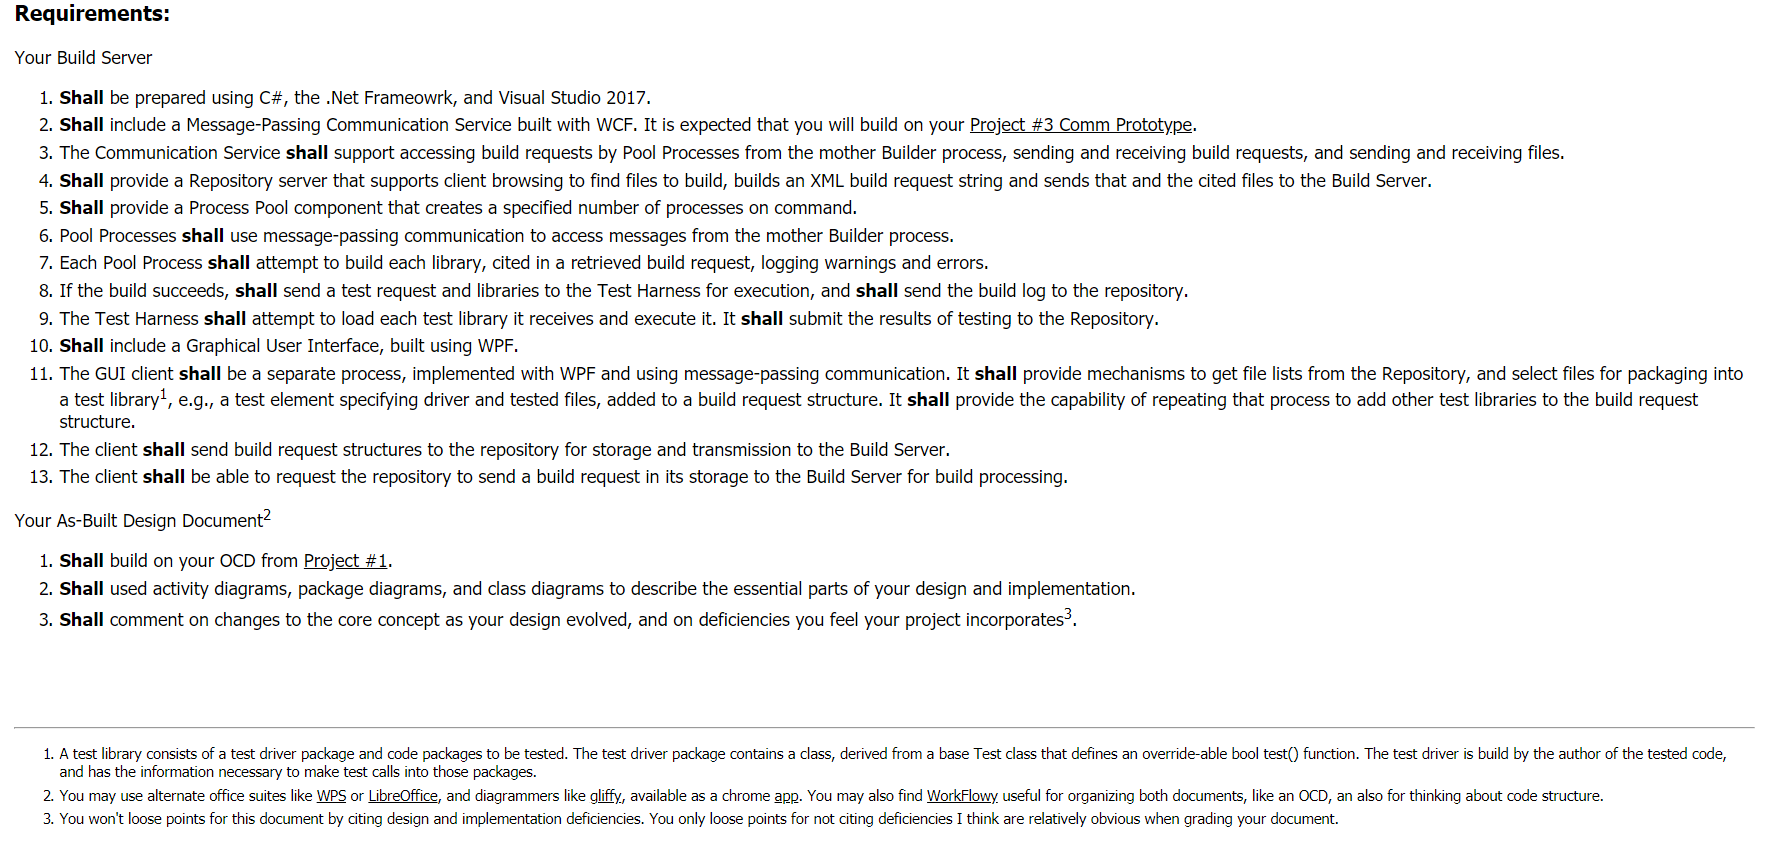 Requirements:
Your Build Server
1. Shall be prepared using C#, the .Net Frameowrk, and Visual Studio 2017.
2. Shall include a Message-Passing Communication Service built with WCF. It is expected that you will build on your Project #3 Comm Prototype.
3. The Communication Service shall support accessing build requests by Pool Processes from the mother Builder process, sending and receiving build requests, and sending and receiving files.
4. Shall provide a Repository server that supports client browsing to find files to build, builds an XML build request string and sends that and the cited files to the Build Server.
5. Shall provide a Process Pool component that creates a specified number of processes on command.
6. Pool Processes shall use message-passing communication to access messages from the mother Builder process.
7. Each Pool Process shall attempt to build each library, cited in a retrieved build request, logging warnings and errors.
8. If the build succeeds, shall send a test request and libraries to the Test Harness for execution, and shall send the build log to the repository.
9. The Test Harness shall attempt to load each test library it receives and execute it. It shall submit the results of testing to the Repository.
10. Shall include a Graphical User Interface, built using WPF.
11. The GUI client shall be a separate process, implemented with WPF and using message-passing communication. It shall provide mechanisms to get file lists from the Repository, and select files for packaging into
a test library1, e.g., a test element specifying driver and tested files, added to a build request structure. It shall provide the capability of repeating that process to add other test libraries to the build request
structure.
12. The client shall send build request structures to the repository for storage and transmission to the Build Server.
13. The client shall be able to request the repository to send a build request in its storage to the Build Server for build processing.
Your As-Built Design Document2
1. Shall build on your OCD from Project #1.
2. Shall used activity diagrams, package diagrams, and class diagrams to describe the essential parts of your design and implementation.
3. Shall comment on changes to the core concept as your design evolved, and on deficiencies you feel your project incorporates3.
1. A test library consists of a test driver package and code packages to be tested. The test driver package contains a class, derived from a base Test class that defines an override-able bool test() function. The test driver is build by the author of the tested code,
and has the information necessary to make test calls into those packages.
2. You may use alternate office suites like WPS or LibreOffice, and diagrammers like gliffy, available as a chrome app. You may also find WorkFlowy useful for organizing both documents, like an OCD, an also for thinking about code structure.
3. You won't loose points for this document by citing design and implementation deficiencies. You only loose points for not citing deficiencies I think are relatively obvious when grading your document.